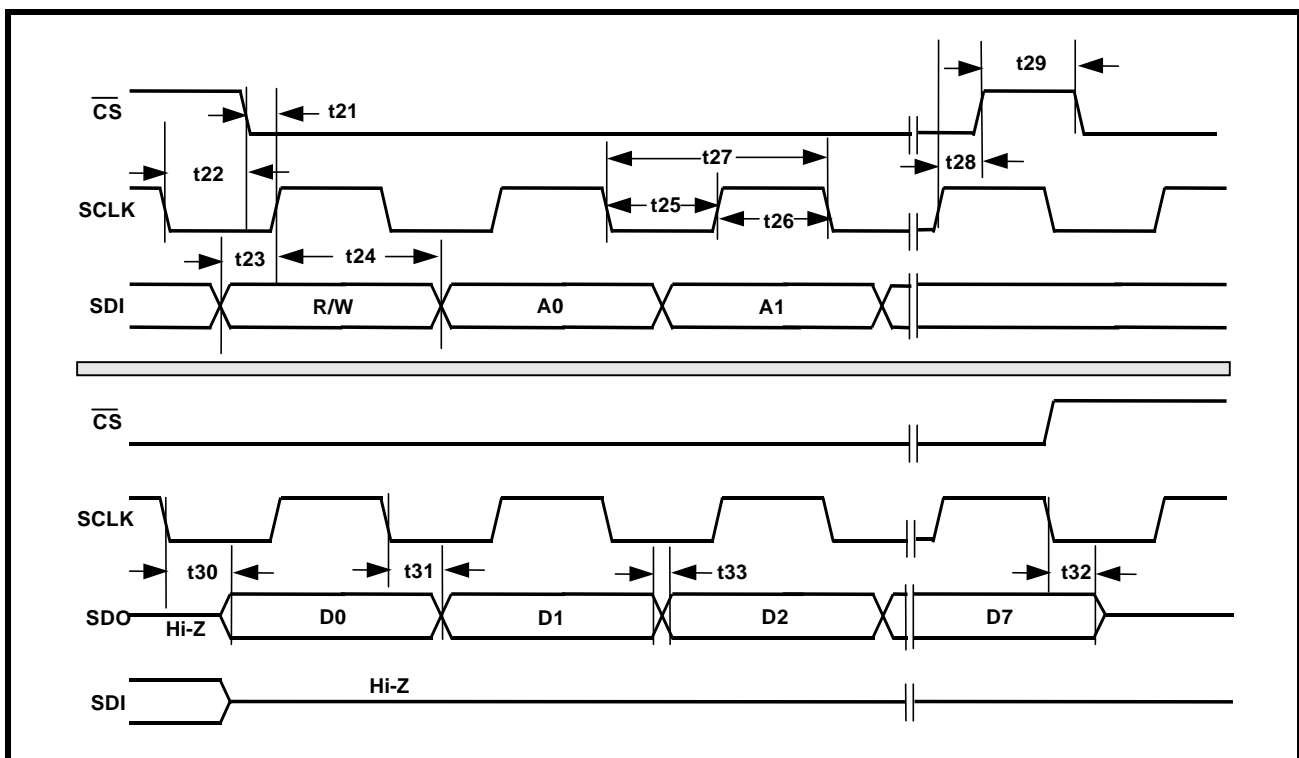 t29
CS
t21
t27
t28
t22
SCLK
t25
t26
t23
t24
SDI
R/W
A0
A1
CS
SCLK
t30
t31
t33
t32
SDO
Hi-Z
D0
D1
D2
D7
Hi-Z
SDI